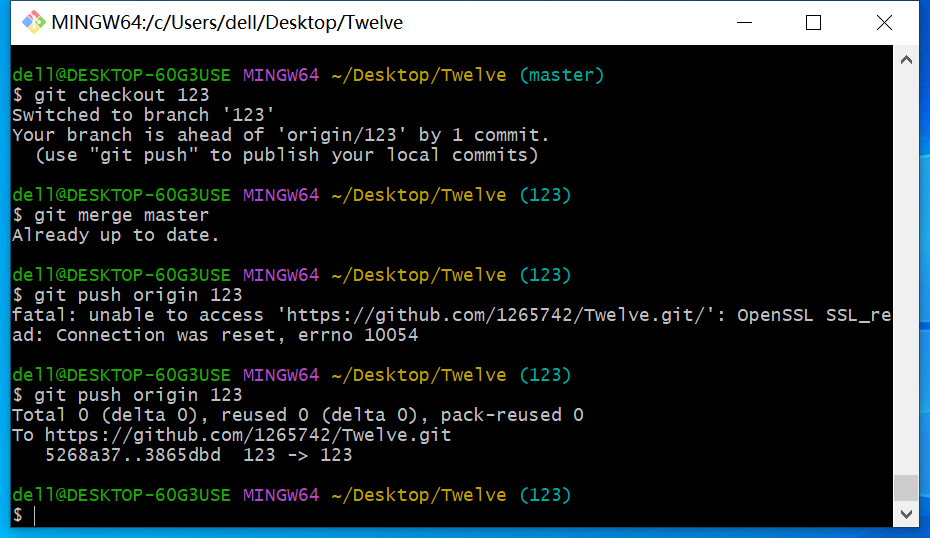 MINGW64:/c/Users/dell/Desktop/Twelve
dell@DESKTOP-60G3USE MINGW64 ~/Desktop/Twelve (master)
$ git checkout 123
Switched to branch '123'
Your branch is ahead of 'origin/123' by 1 commit.
  (use "git push" to publish your local commits)
dell@DESKTOP-60G3USE MINGW64 ~/Desktop/Twelve (123)
$ git merge master
Already up to date.
dell@DESKTOP-60G3USE MINGW64 ~/Desktop/Twelve (123)
$ git push origin 123
fatal: unable to access 'https://github.com/1265742/Twelve.git/': OpenSSL SSL_re
ad: Connection was reset, errno 10054
dell@DESKTOP-60G3USE MINGW64 ~/Desktop/Twelve (123)
$ git push origin 123
Total 0 (delta 0), reused 0 (delta 0), pack-reused 0
To https://github.com/1265742/Twelve.git
   5268a37..3865dbd  123 -> 123
dell@DESKTOP-60G3USE MINGW64 ~/Desktop/Twelve (123)
$